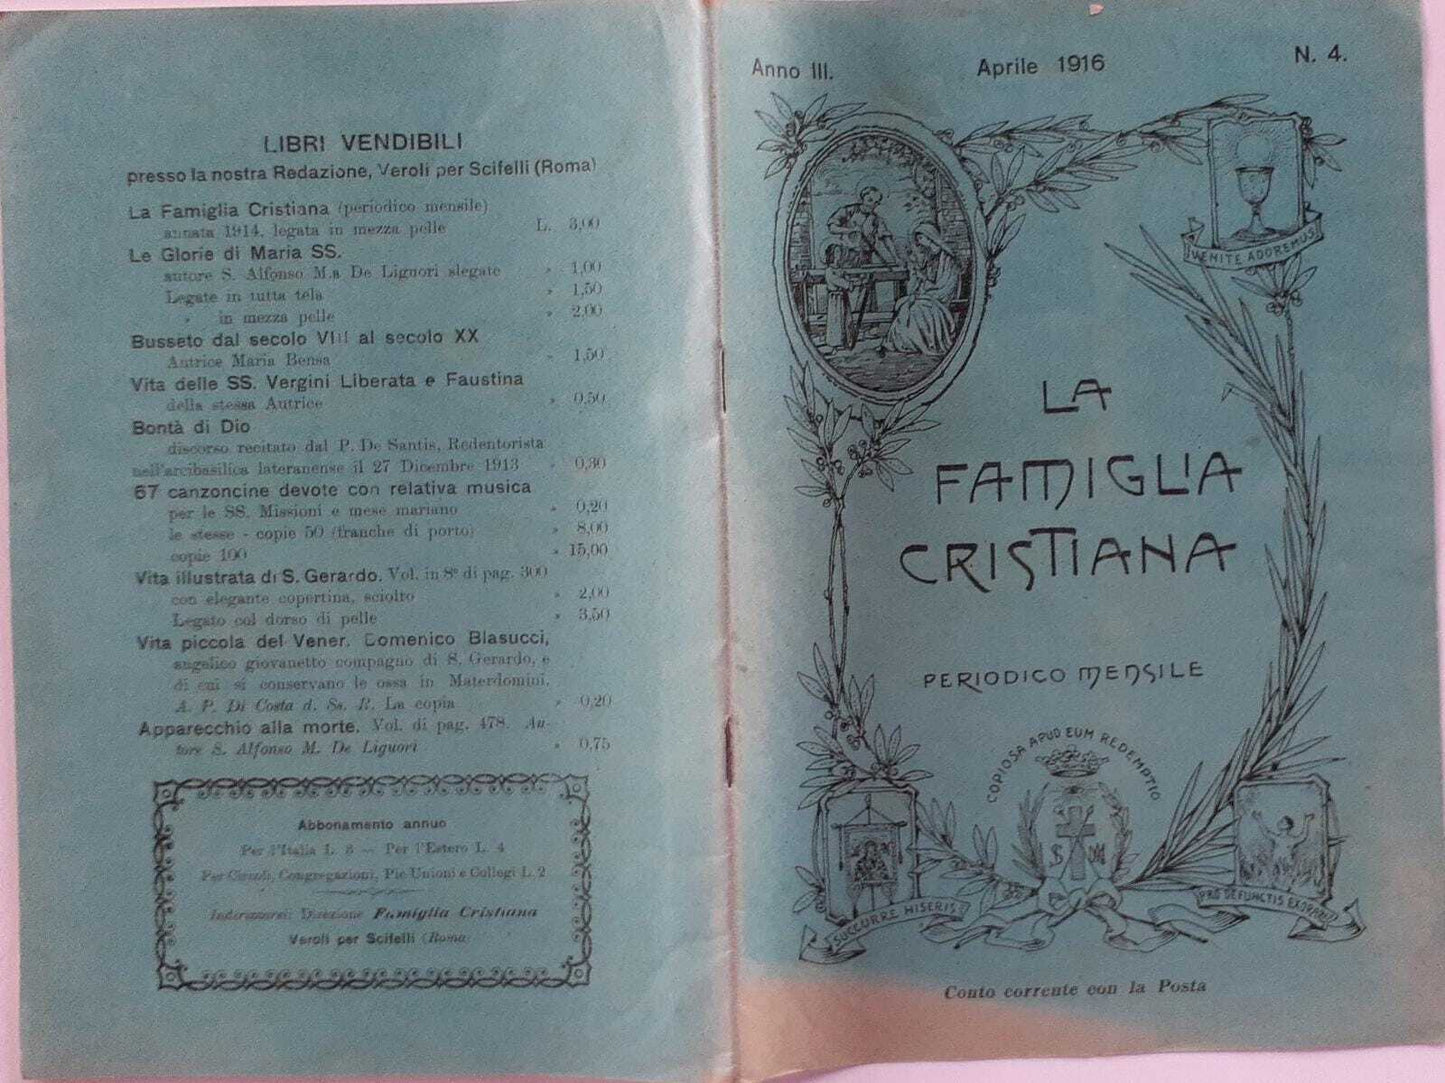 LIBRI VENDIBILI
presso la nostra Redazione, Veroli per Scifelli (Roma)
La Famiglia Cristiana (periodico mensile)
annata 1914, legata in mezza pelle L. 3,00
Le Glorie di Maria SS.
autore S. Alfonso M.a De Liguori slegate » 1,00
Legate in tutta tela » 1,50
» in mezza pelle » 2,00
Busseto dal secolo VIII al secolo XX
Autrice Maria Bensa » 1,50
Vita delle SS. Vergini Liberata e Faustina
della stessa Autrice » 0,50
Bontà di Dio
discorso recitato dal P. De Santis, Redentorista
nell'arcibasilica lateranense il 27 Dicembre 1913 » 0,30
67 canzoncine devote con relativa musica
per le SS. Missioni e mese mariano » 0,20
le stesse - copie 50 (franche di porto) » 8,00
copie 100 » 15,00
Vita illustrata di S. Gerardo. Vol. in 8° di pag. 300
con elegante copertina, sciolto » 2,00
Legato col dorso di pelle » 3,50
Vita piccola del Vener. Domenico Blasucci,
angelico giovanetto compagno di S. Gerardo, e
di cui si conservano le ossa in Materdomini.
A. P. Di Costa d. Ss. R. La copia » 0,20
Apparecchio alla morte. Vol. di pag. 478. Au-
tore S. Alfonso M. De Liguori » 0,75
Abbonamento annuo
Per l'Italia L. 3 — Per l'Estero L. 4
Per Circoli, Congregazioni, Pie Unioni e Collegi L. 2
Indirizzarsi: Direzione Famiglia Cristiana
Veroli per Scifelli (Roma)
Anno III. Aprile 1916 N. 4.
VENITE ADOREMUS
LA
FAMIGLIA
CRISTIANA
PERIODICO MENSILE
COPIOSA APUD EUM REDEMPTIO
SUCCURRE MISERIS
PRO DEFUNCTIS EXORARE
Conto corrente con la Posta